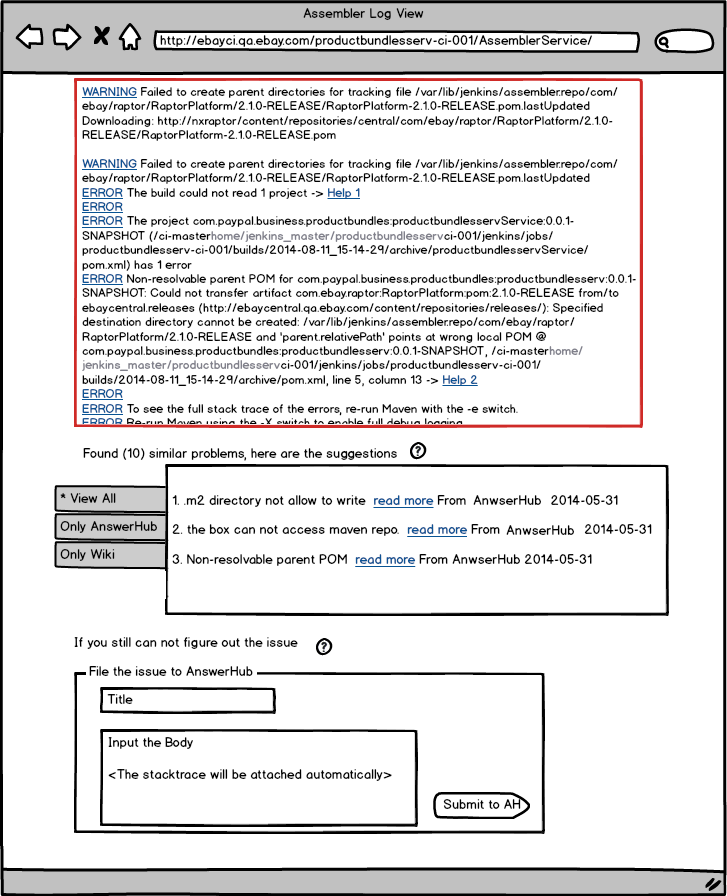 Assembler Log View
http://ebayci.qa.ebay.com/productbundlesserv-ci-001/AssemblerService/
WARNING Failed to create parent directories for tracking file /var/lib/jenkins/assembler.repo/com/
ebay/raptor/RaptorPlatform/2.1.0-RELEASE/RaptorPlatform-2.1.0-RELEASE.pom.lastUpdated
Downloading: http://nxraptor/content/repositories/central/com/ebay/raptor/RaptorPlatform/2.1.0-
RELEASE/RaptorPlatform-2.1.0-RELEASE.pom
WARNING Failed to create parent directories for tracking file /var/lib/jenkins/assembler.repo/com/
ebay/raptor/RaptorPlatform/2.1.0-RELEASE/RaptorPlatform-2.1.0-RELEASE.pom.lastUpdated
ERROR The build could not read 1 project -> Help 1
ERROR
ERROR The project com.paypal.business.productbundles:productbundlesservService:0.0.1-
SNAPSHOT (/ci-masterhome/jenkins_master/productbundlesservci-001/jenkins/jobs/
productbundlesserv-ci-001/builds/2014-08-11_15-14-29/archive/productbundlesservService/
pom.xml) has 1 error
ERROR Non-resolvable parent POM for com.paypal.business.productbundles:productbundlesserv:0.0.1-
SNAPSHOT: Could not transfer artifact com.ebay.raptor:RaptorPlatform:pom:2.1.0-RELEASE from/to
ebaycentral.releases (http://ebaycentral.qa.ebay.com/content/repositories/releases/): Specified
destination directory cannot be created: /var/lib/jenkins/assembler.repo/com/ebay/raptor/
RaptorPlatform/2.1.0-RELEASE and 'parent.relativePath' points at wrong local POM @
com.paypal.business.productbundles:productbundlesserv:0.0.1-SNAPSHOT, /ci-masterhome/
jenkins_master/productbundlesservci-001/jenkins/jobs/productbundlesserv-ci-001/
builds/2014-08-11_15-14-29/archive/pom.xml, line 5, column 13 -> Help 2
ERROR
ERROR To see the full stack trace of the errors, re-run Maven with the -e switch.
ERROR Re-run Maven using the -X switch to enable full debug logging
Found (10) similar problems, here are the suggestions ?
* View All
Only AnswerHub
Only Wiki
1. .m2 directory not allow to write read more From AnwserHub 2014-05-31
2. the box can not access maven repo. read more From AnwserHub 2014-05-31
3. Non-resolvable parent POM read more From AnwserHub 2014-05-31
If you still can not figure out the issue ?
File the issue to AnswerHub
Title
Input the Body
<The stacktrace will be attached automatically>
Submit to AH